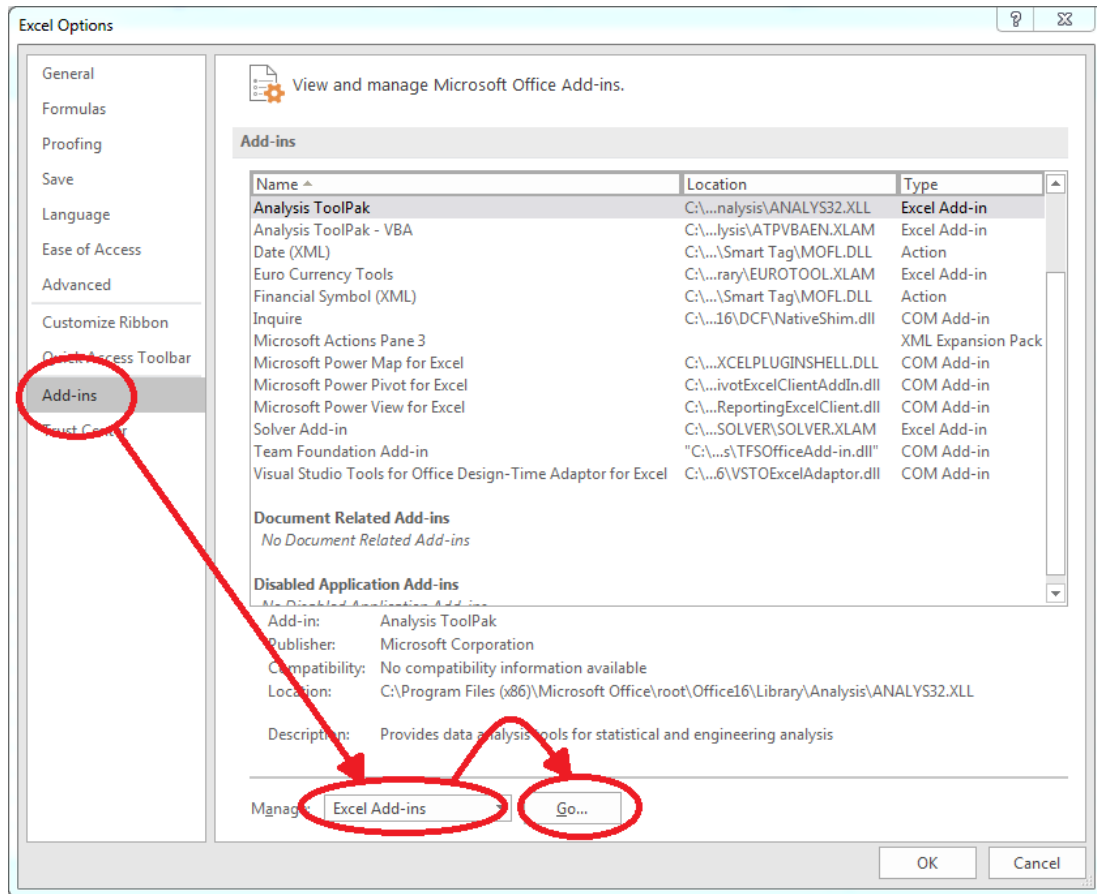 Excel Options
General
Formulas
Proofing
Save
Language
Ease of Access
Advanced
Customize Ribbon
Quick Access Toolbar
Add-ins
Trust Center
View and manage Microsoft Office Add-ins.
Add-ins
Name Location Type
Analysis ToolPak C:\...nalysis\ANALYS32.XLL Excel Add-in
Analysis ToolPak - VBA C:\...lysis\ATPVBAEN.XLAM Excel Add-in
Date (XML) C:\...\Smart Tag\MOFL.DLL Action
Euro Currency Tools C:\...rary\EUROTOOL.XLAM Excel Add-in
Financial Symbol (XML) C:\...\Smart Tag\MOFL.DLL Action
Inquire C:\...16\DCF\NativeShim.dll COM Add-in
Microsoft Actions Pane 3 XML Expansion Pack
Microsoft Power Map for Excel C:\...XCELPLUGINSHELL.DLL COM Add-in
Microsoft Power Pivot for Excel C:\...ivotExcelClientAddIn.dll COM Add-in
Microsoft Power View for Excel C:\...ReportingExcelClient.dll COM Add-in
Solver Add-in C:\...SOLVER\SOLVER.XLAM Excel Add-in
Team Foundation Add-in "C:\...s\TFSOfficeAdd-in.dll" COM Add-in
Visual Studio Tools for Office Design-Time Adaptor for Excel C:\...6\VSTOExcelAdaptor.dll COM Add-in
Document Related Add-ins
No Document Related Add-ins
Disabled Application Add-ins
No Disabled Application Add-ins
Add-in: Analysis ToolPak
Publisher: Microsoft Corporation
Compatibility: No compatibility information available
Location: C:\Program Files (x86)\Microsoft Office\root\Office16\Library\Analysis\ANALYS32.XLL
Description: Provides data analysis tools for statistical and engineering analysis
Manage: Excel Add-ins Go...
OK Cancel